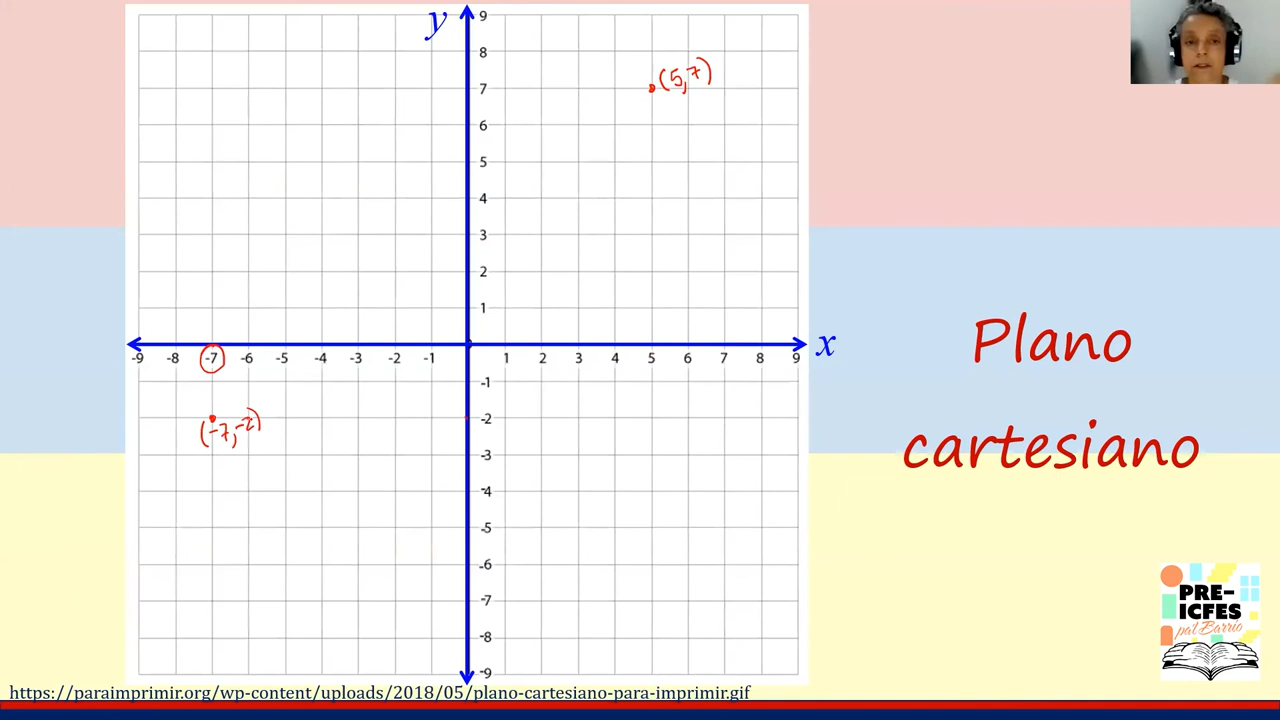 y
9
8
7
(5,7)
6
5
4
3
2
1
-9 -8 -7 -6 -5 -4 -3 -2 -1 1 2 3 4 5 6 7 8 9
x
-1
-2
(-7,-2)
-3
-4
-5
-6
-7
-8
-9
Plano
cartesiano
PRE-
ICFES
pa'l Barrio
https://paraimprimir.org/wp-content/uploads/2018/05/plano-cartesiano-para-imprimir.gif